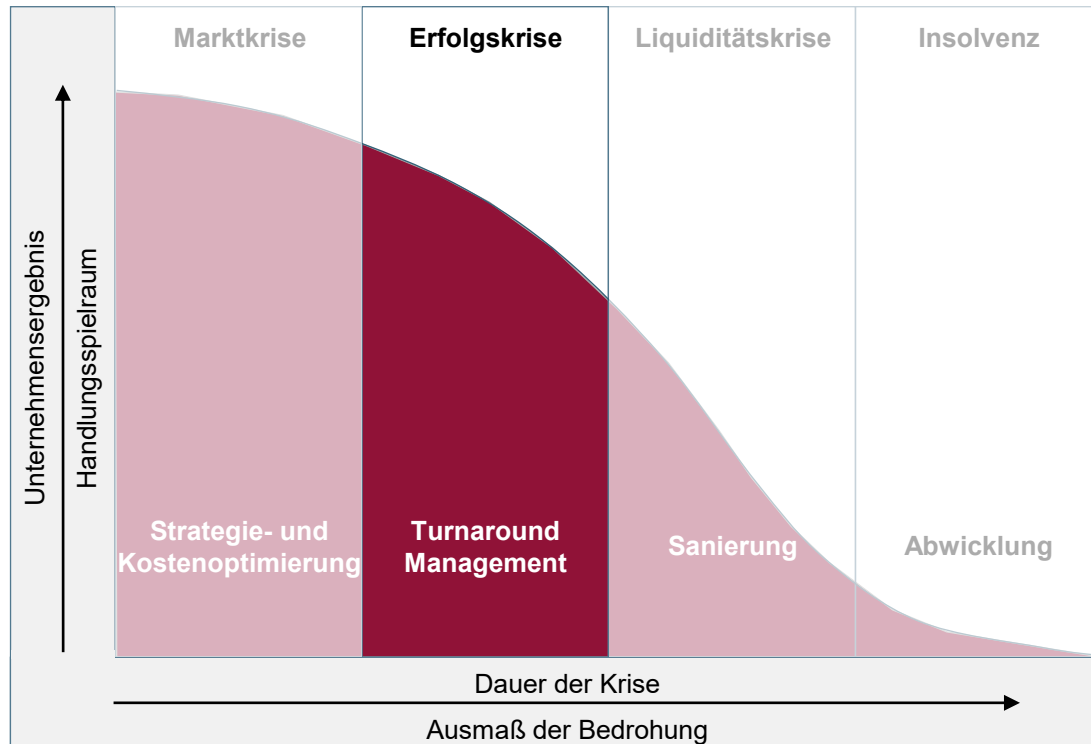 Marktkrise
Erfolgskrise
Liquiditätskrise
Insolvenz
Unternehmensergebnis
Handlungsspielraum
Strategie- und
Kostenoptimierung
Turnaround
Management
Sanierung
Abwicklung
Dauer der Krise
Ausmaß der Bedrohung